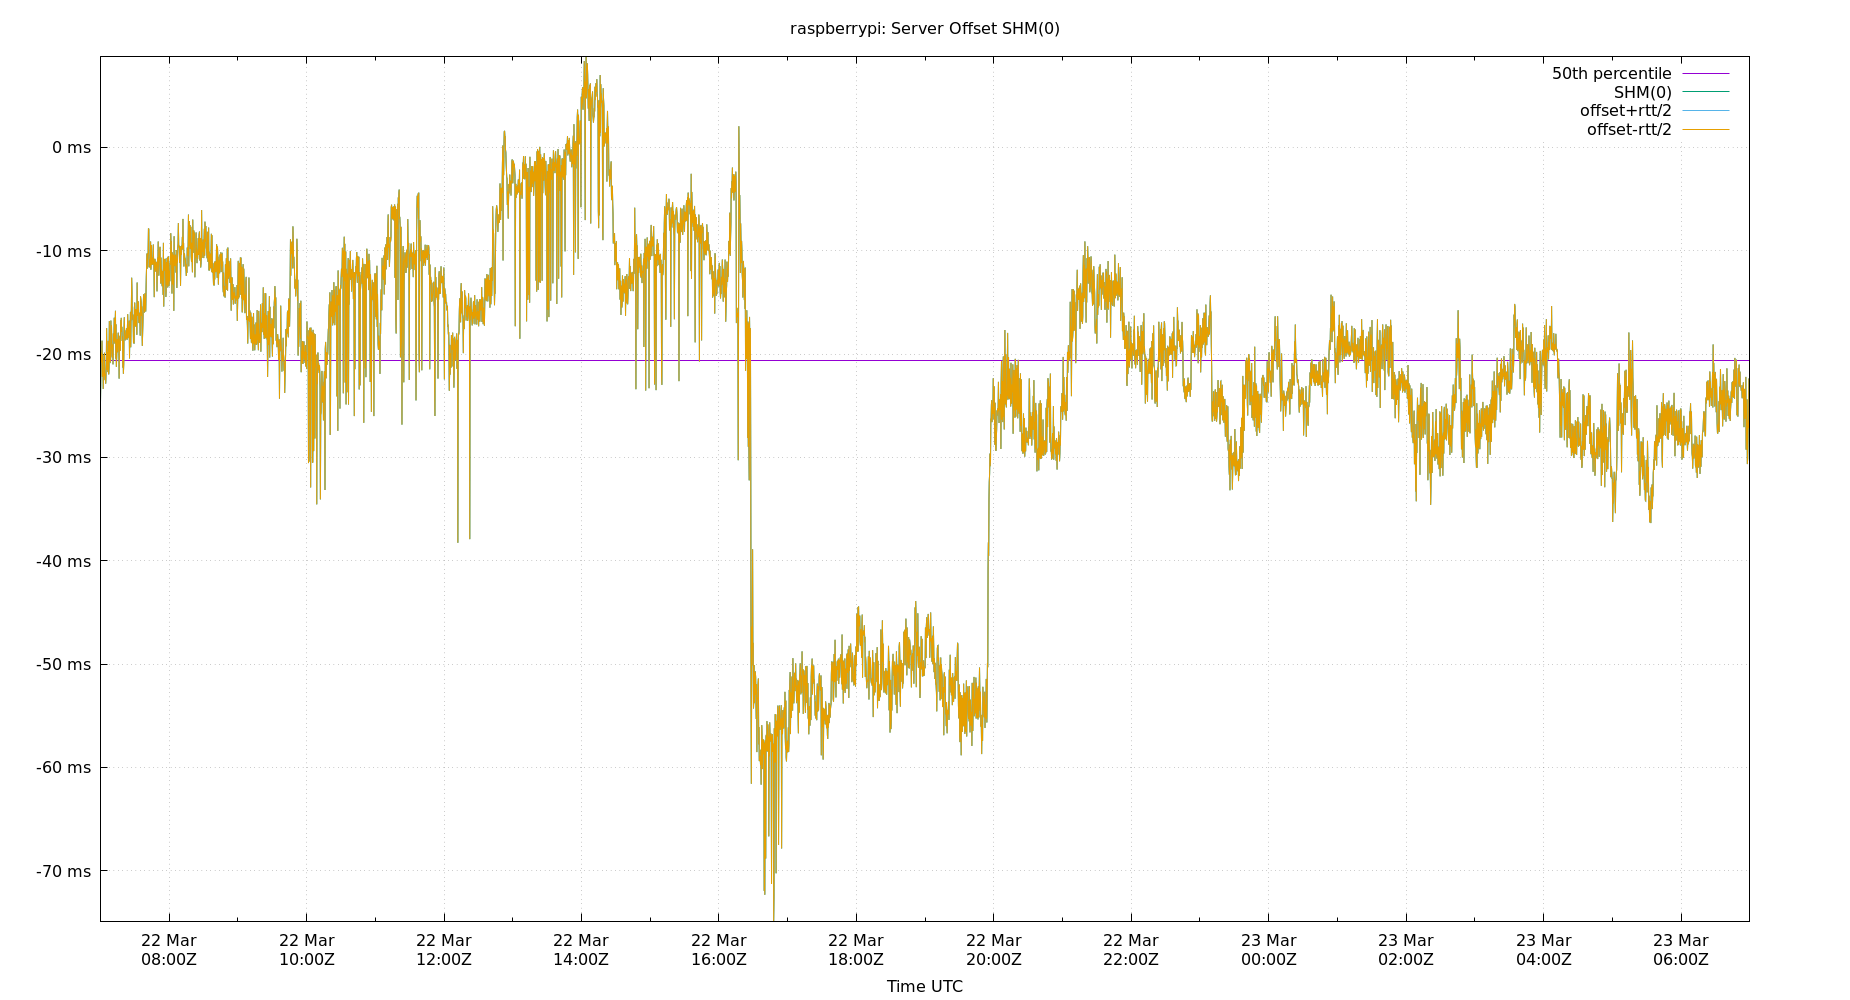 raspberrypi: Server Offset SHM(0)
50th percentile
SHM(0)
offset+rtt/2
offset-rtt/2
0 ms
-10 ms
-20 ms
-30 ms
-40 ms
-50 ms
-60 ms
-70 ms
22 Mar 22 Mar 22 Mar 22 Mar 22 Mar 22 Mar 22 Mar 22 Mar 23 Mar 23 Mar 23 Mar 23 Mar
08:00Z 10:00Z 12:00Z 14:00Z 16:00Z 18:00Z 20:00Z 22:00Z 00:00Z 02:00Z 04:00Z 06:00Z
Time UTC